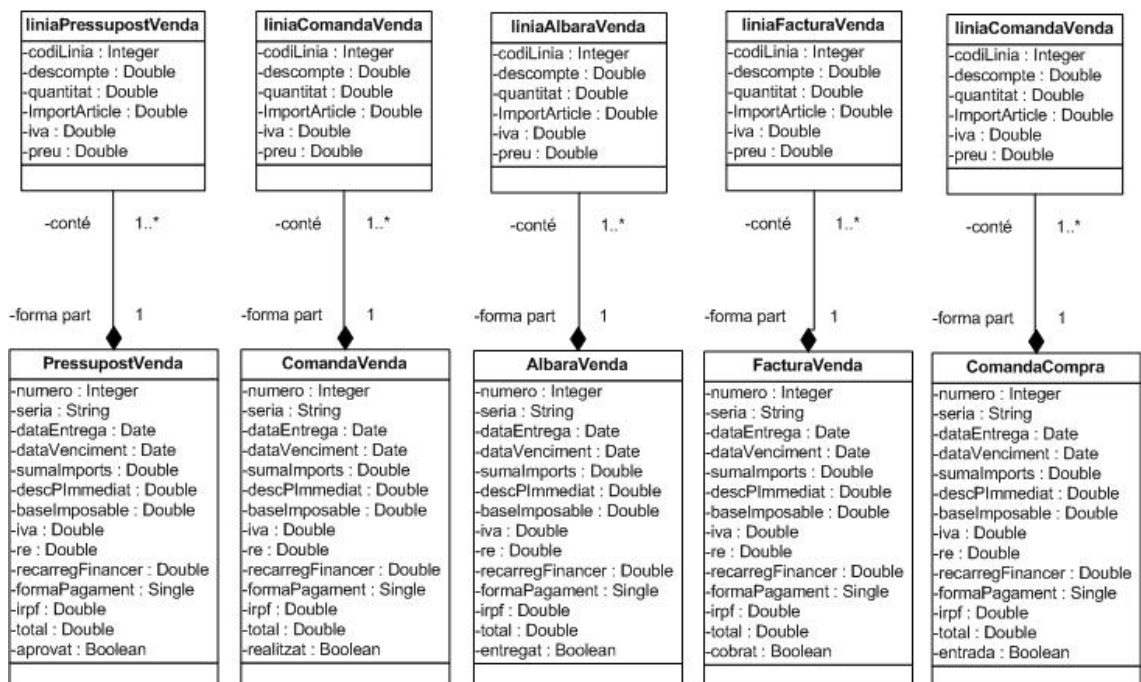 liniaPressupostVenda
-codiLinia : Integer
-descompte : Double
-quantitat : Double
-ImportArticle : Double
-iva : Double
-preu : Double
-conté 1..*
-forma part 1
PressupostVenda
-numero : Integer
-seria : String
-dataEntrega : Date
-dataVenciment : Date
-sumaImports : Double
-descPImmediat : Double
-baseImposable : Double
-iva : Double
-re : Double
-recarregFinancer : Double
-formaPagament : Single
-irpf : Double
-total : Double
-aprovat : Boolean
liniaComandaVenda
-codiLinia : Integer
-descompte : Double
-quantitat : Double
-ImportArticle : Double
-iva : Double
-preu : Double
-conté 1..*
-forma part 1
ComandaVenda
-numero : Integer
-seria : String
-dataEntrega : Date
-dataVenciment : Date
-sumaImports : Double
-descPImmediat : Double
-baseImposable : Double
-iva : Double
-re : Double
-recarregFinancer : Double
-formaPagament : Single
-irpf : Double
-total : Double
-realitzat : Boolean
liniaAlbaraVenda
-codiLinia : Integer
-descompte : Double
-quantitat : Double
-ImportArticle : Double
-iva : Double
-preu : Double
-conté 1..*
-forma part 1
AlbaraVenda
-numero : Integer
-seria : String
-dataEntrega : Date
-dataVenciment : Date
-sumaImports : Double
-descPImmediat : Double
-baseImposable : Double
-iva : Double
-re : Double
-recarregFinancer : Double
-formaPagament : Single
-irpf : Double
-total : Double
-entregat : Boolean
liniaFacturaVenda
-codiLinia : Integer
-descompte : Double
-quantitat : Double
-ImportArticle : Double
-iva : Double
-preu : Double
-conté 1..*
-forma part 1
FacturaVenda
-numero : Integer
-seria : String
-dataEntrega : Date
-dataVenciment : Date
-sumaImports : Double
-descPImmediat : Double
-baseImposable : Double
-iva : Double
-re : Double
-recarregFinancer : Double
-formaPagament : Single
-irpf : Double
-total : Double
-cobrat : Boolean
liniaComandaVenda
-codiLinia : Integer
-descompte : Double
-quantitat : Double
-ImportArticle : Double
-iva : Double
-preu : Double
-conté 1..*
-forma part 1
ComandaCompra
-numero : Integer
-seria : String
-dataEntrega : Date
-dataVenciment : Date
-sumaImports : Double
-descPImmediat : Double
-baseImposable : Double
-iva : Double
-re : Double
-recarregFinancer : Double
-formaPagament : Single
-irpf : Double
-total : Double
-entrada : Boolean